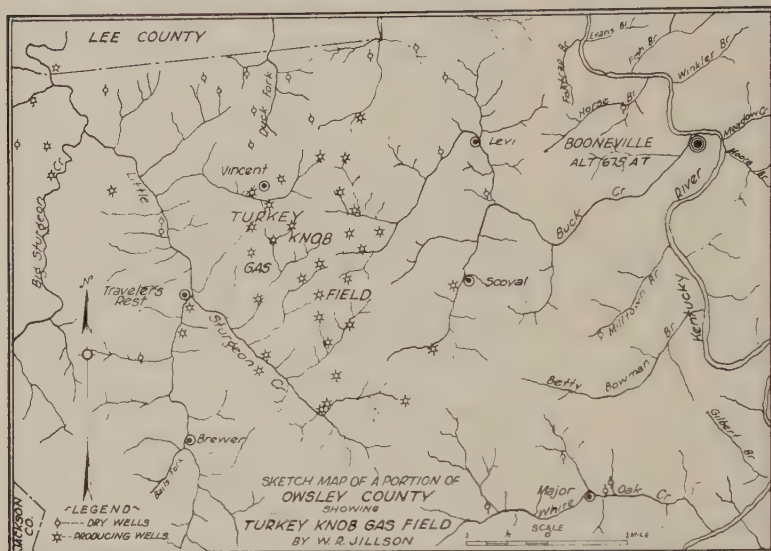 LEE COUNTY
Evans Br.
Fish Br.
Winkler Br.
Duck Fork
Horse Br.
Meadow Cr
Moore Br.
Levi
BOONEVILLE
ALT 675 AT
Vincent
Little
Big Sturgeon Cr
TURKEY
KNOB
GAS
FIELD
Buck Cr
River
Kentucky
N
Travelers
Rest
Scoval
Sturgeon Cr
Milltown Br
Betty Bowman Br
Gilbert Br
Brewer
SKETCH MAP OF A PORTION OF
OWSLEY COUNTY
SHOWING
TURKEY KNOB GAS FIELD
BY W.R. JILLSON
Major
White Oak Cr
SCALE
JACKSON
CO.
LEGEND
DRY WELLS
PRODUCING WELLS